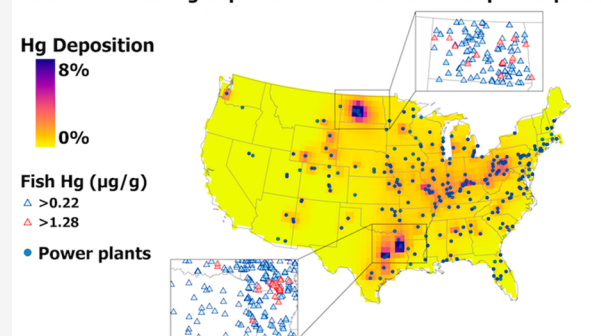 Hg Deposition
8%
0%
Fish Hg (µg/g)
>0.22
>1.28
Power plants